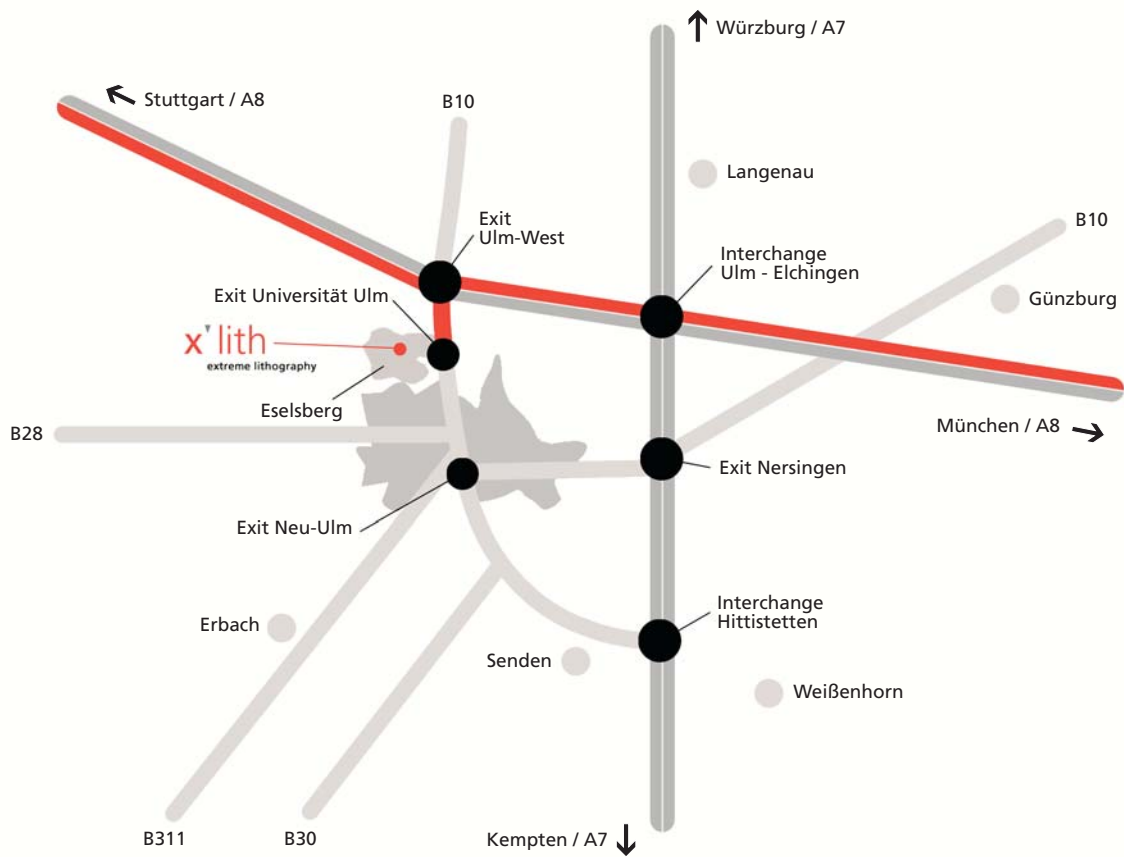 Würzburg / A7
Stuttgart / A8
B10
Langenau
Exit
Ulm-West
B10
Interchange
Ulm - Elchingen
Exit Universität Ulm
Günzburg
x'lith
extreme lithography
Eselsberg
München / A8
B28
Exit Nersingen
Exit Neu-Ulm
Interchange
Hittistetten
Erbach
Senden
Weißenhorn
B311
B30
Kempten / A7